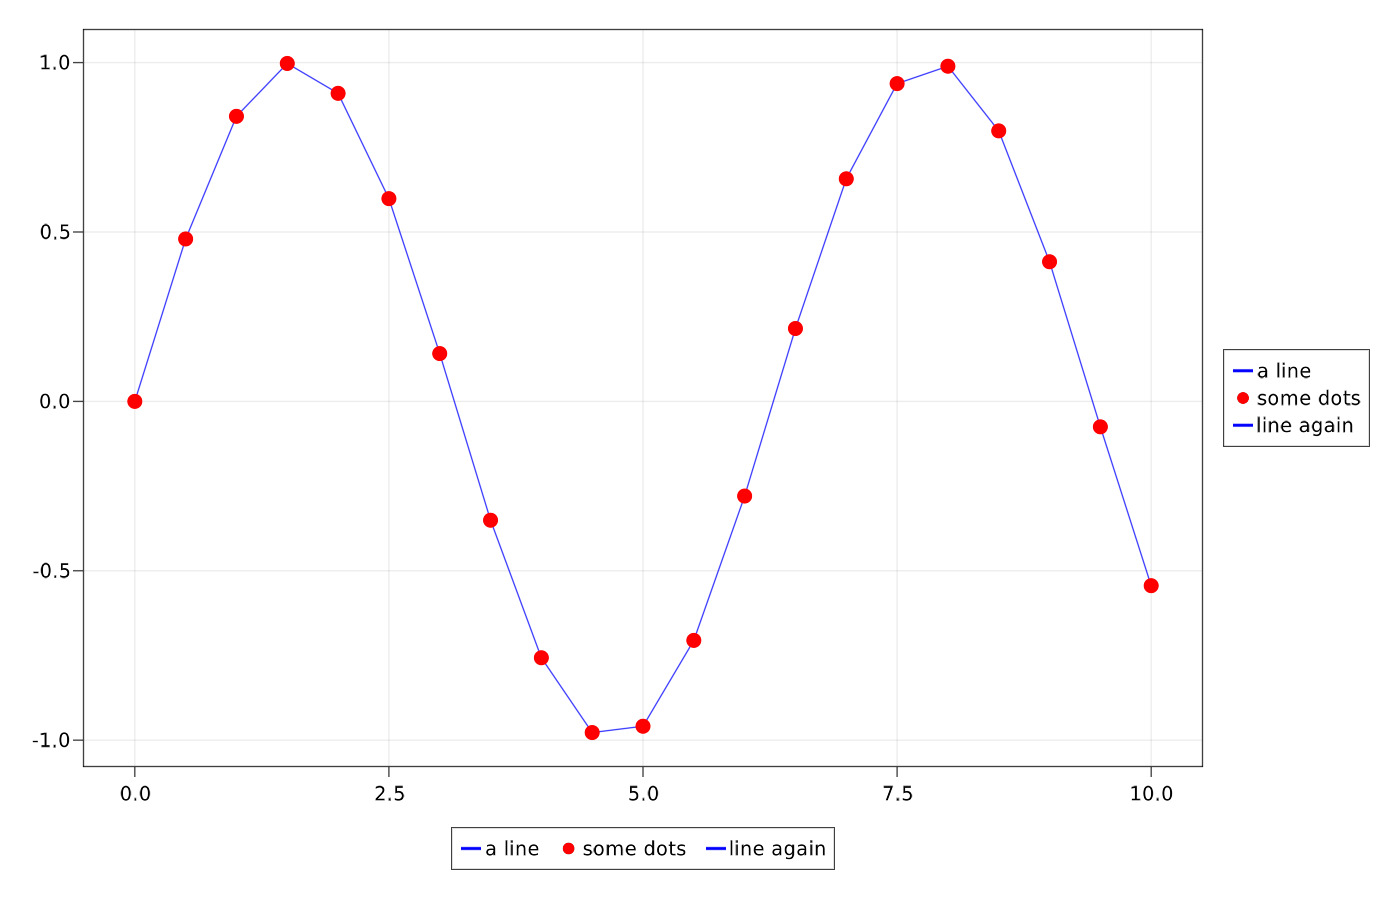 1.0
0.5
0.0
-0.5
-1.0
0.0 2.5 5.0 7.5 10.0
a line
some dots
line again
a line some dots line again